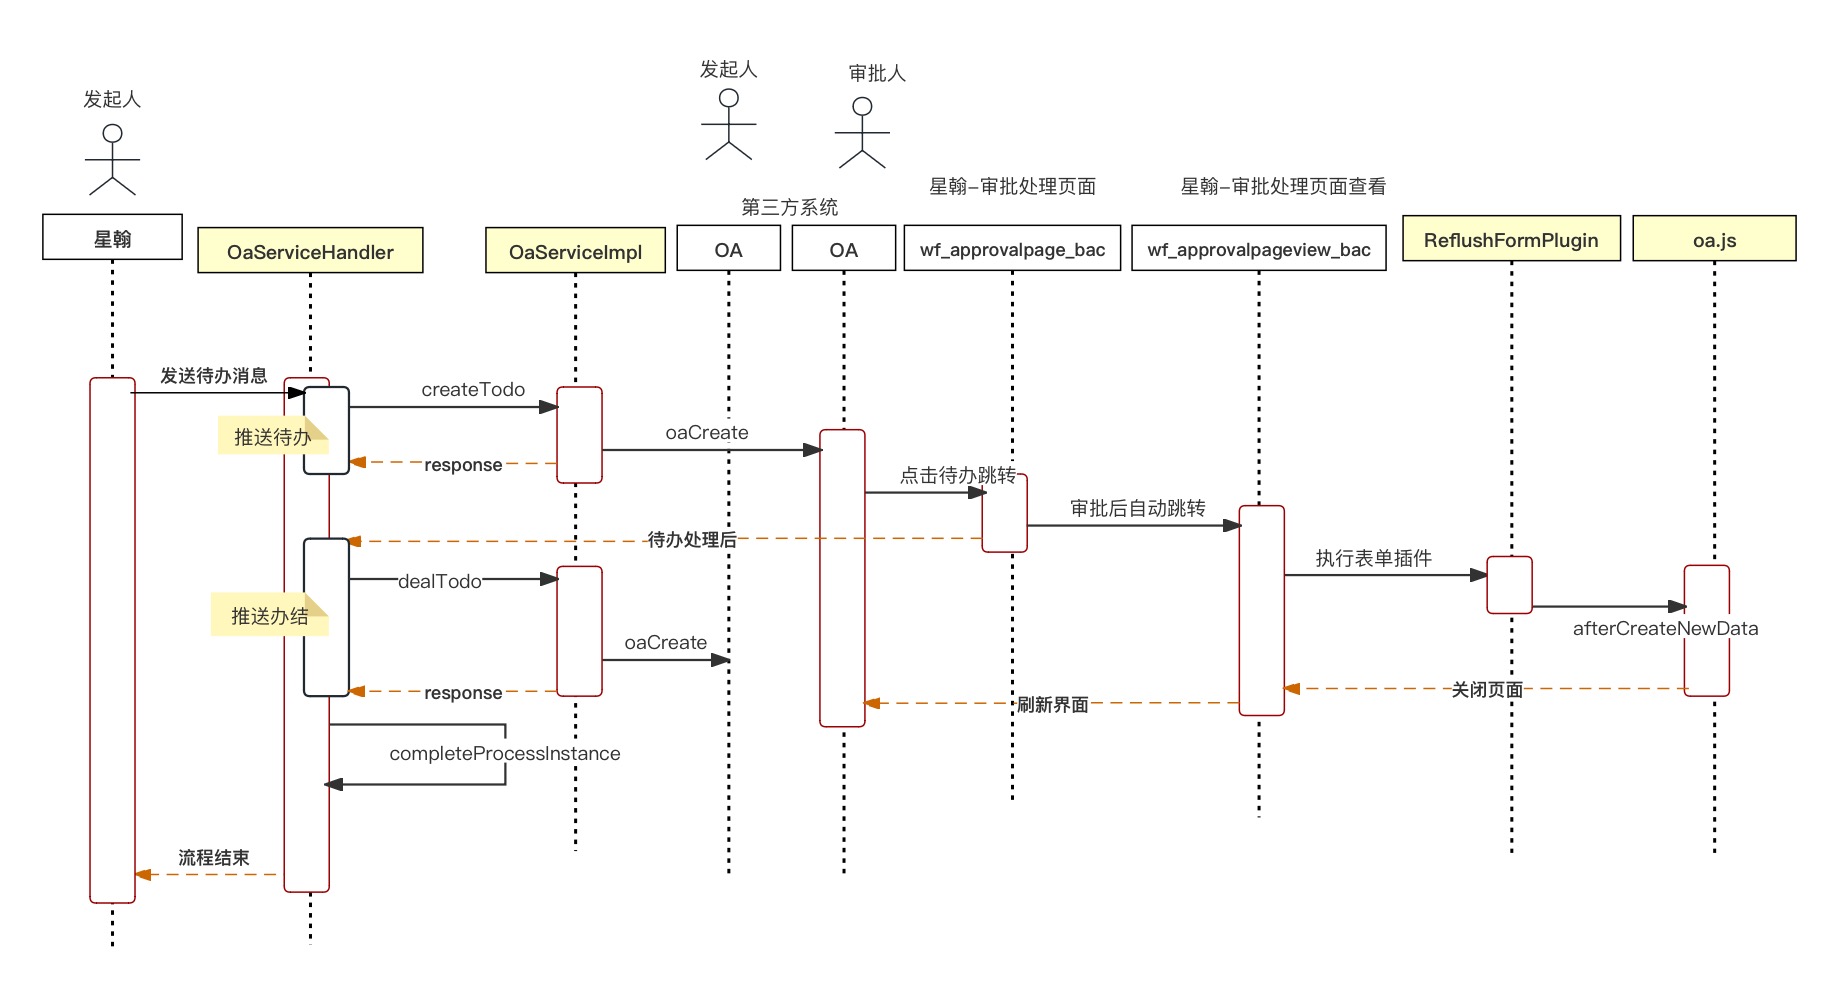 发起人
发起人
审批人
星翰-审批处理页面
星翰-审批处理页面查看
第三方系统
星翰
OaServiceHandler
OaServiceImpl
OA
OA
wf_approvalpage_bac
wf_approvalpageview_bac
ReflushFormPlugin
oa.js
发送待办消息
createTodo
推送待办
oaCreate
response
点击待办跳转
审批后自动跳转
待办处理后
执行表单插件
dealTodo
推送办结
afterCreateNewData
oaCreate
response
关闭页面
刷新界面
completeProcessInstance
流程结束